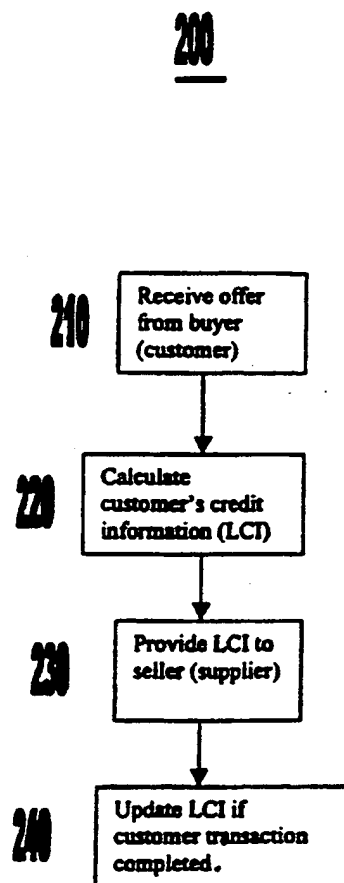 200
210
Receive offer
from buyer
(customer)
220
Calculate
customer's credit
information (LCI)
230
Provide LCI to
seller (supplier)
240
Update LCI if
customer transaction
completed.